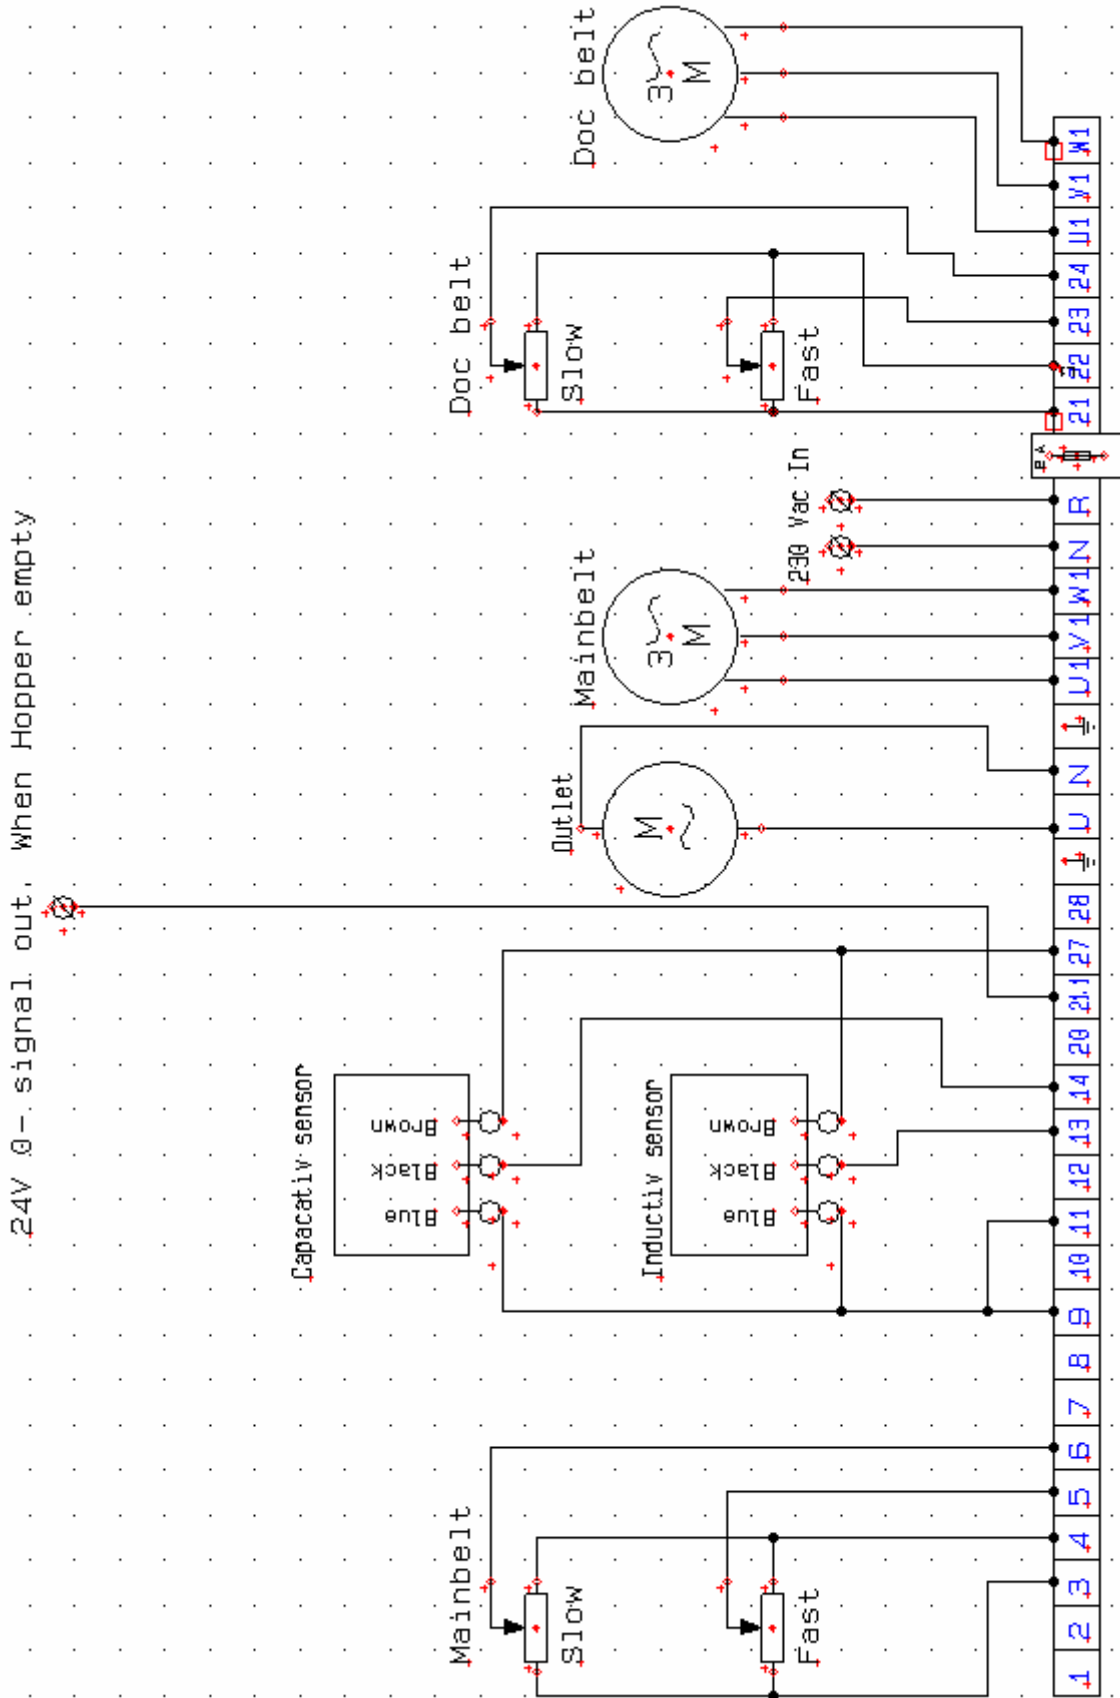 24V 0- signal out. When Hopper empty
Capacativ sensor
Blue
Black
Brown
Mainbelt
Slow
Doc belt
Slow
Outlet
M
Mainbelt
3
M
Doc belt
3
M
Inductiv sensor
Blue
Black
Brown
230 Vac In
Fast
Fast
1 2 3 4 5 6 7 8 9 10 11 12 13 14 20 21.1 27 28 U N U1 V1 W1 N R 21 22 23 24 U1 V1 W1